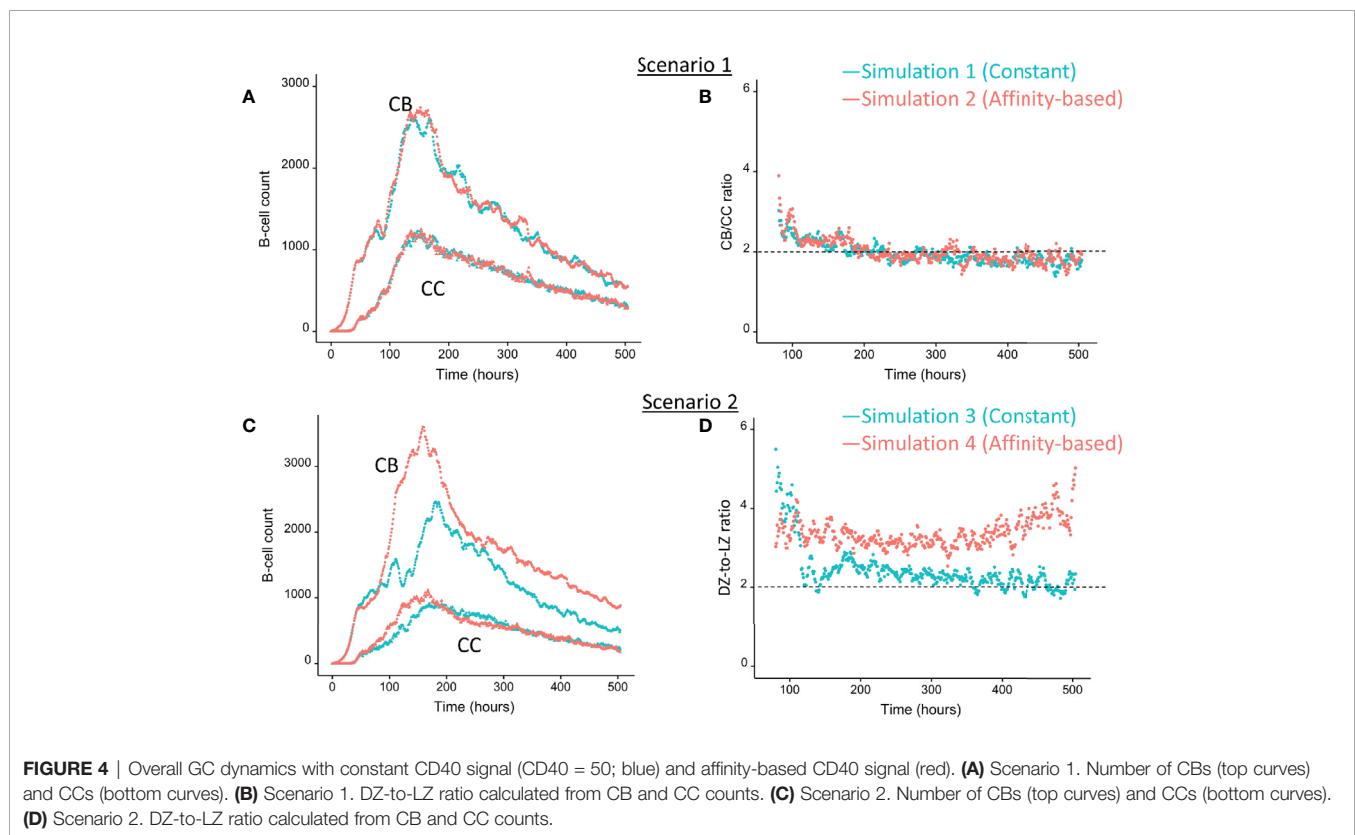 Scenario 1
—Simulation 1 (Constant)
—Simulation 2 (Affinity-based)
A
B-cell count
3000
2000
1000
0
CB
CC
0 100 200 300 400 500
Time (hours)
B
CB/CC ratio
6
4
2
0
100 200 300 400 500
Time (hours)
Scenario 2
—Simulation 3 (Constant)
—Simulation 4 (Affinity-based)
C
B-cell count
3000
2000
1000
0
CB
CC
0 100 200 300 400 500
Time (hours)
D
DZ-to-LZ ratio
6
4
2
0
100 200 300 400 500
Time (hours)
FIGURE 4 | Overall GC dynamics with constant CD40 signal (CD40 = 50; blue) and affinity-based CD40 signal (red). (A) Scenario 1. Number of CBs (top curves)
and CCs (bottom curves). (B) Scenario 1. DZ-to-LZ ratio calculated from CB and CC counts. (C) Scenario 2. Number of CBs (top curves) and CCs (bottom curves).
(D) Scenario 2. DZ-to-LZ ratio calculated from CB and CC counts.